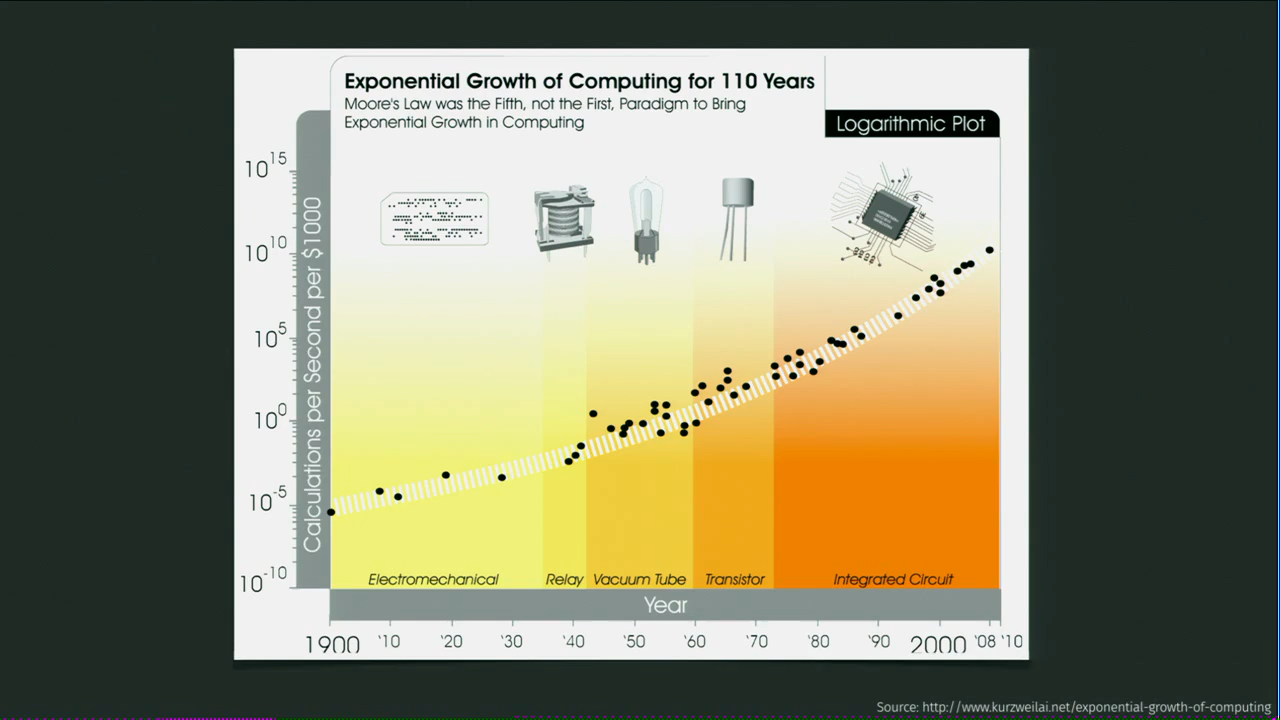 Exponential Growth of Computing for 110 Years
Moore's Law was the Fifth, not the First, Paradigm to Bring
Exponential Growth in Computing
Logarithmic Plot
Calculations per Second per $1000
10^15
10^10
10^5
10^0
10^-5
10^-10
Electromechanical Relay Vacuum Tube Transistor Integrated Circuit
Year
1900 '10 '20 '30 '40 '50 '60 '70 '80 '90 2000 '08 '10
Source: http://www.kurzweilai.net/exponential-growth-of-computing